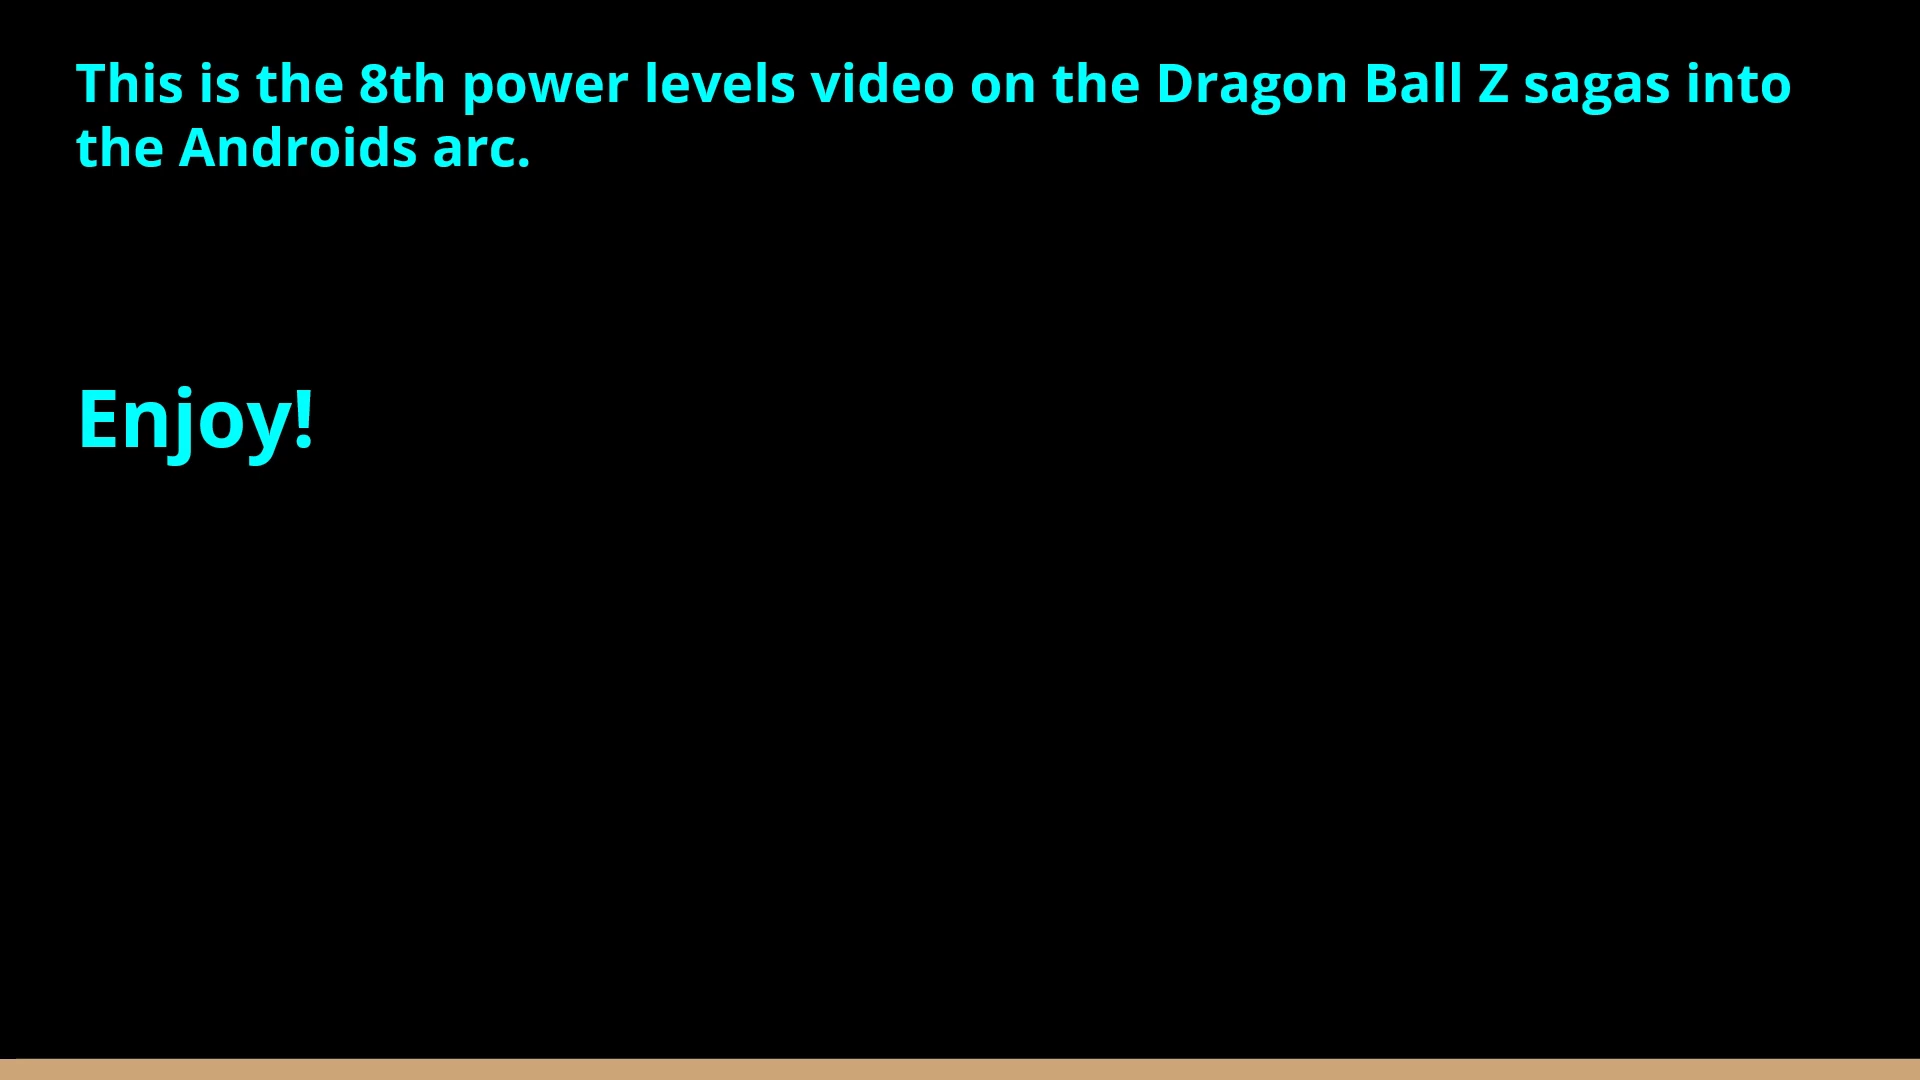 This is the 8th power levels video on the Dragon Ball Z sagas into
the Androids arc.
Enjoy!